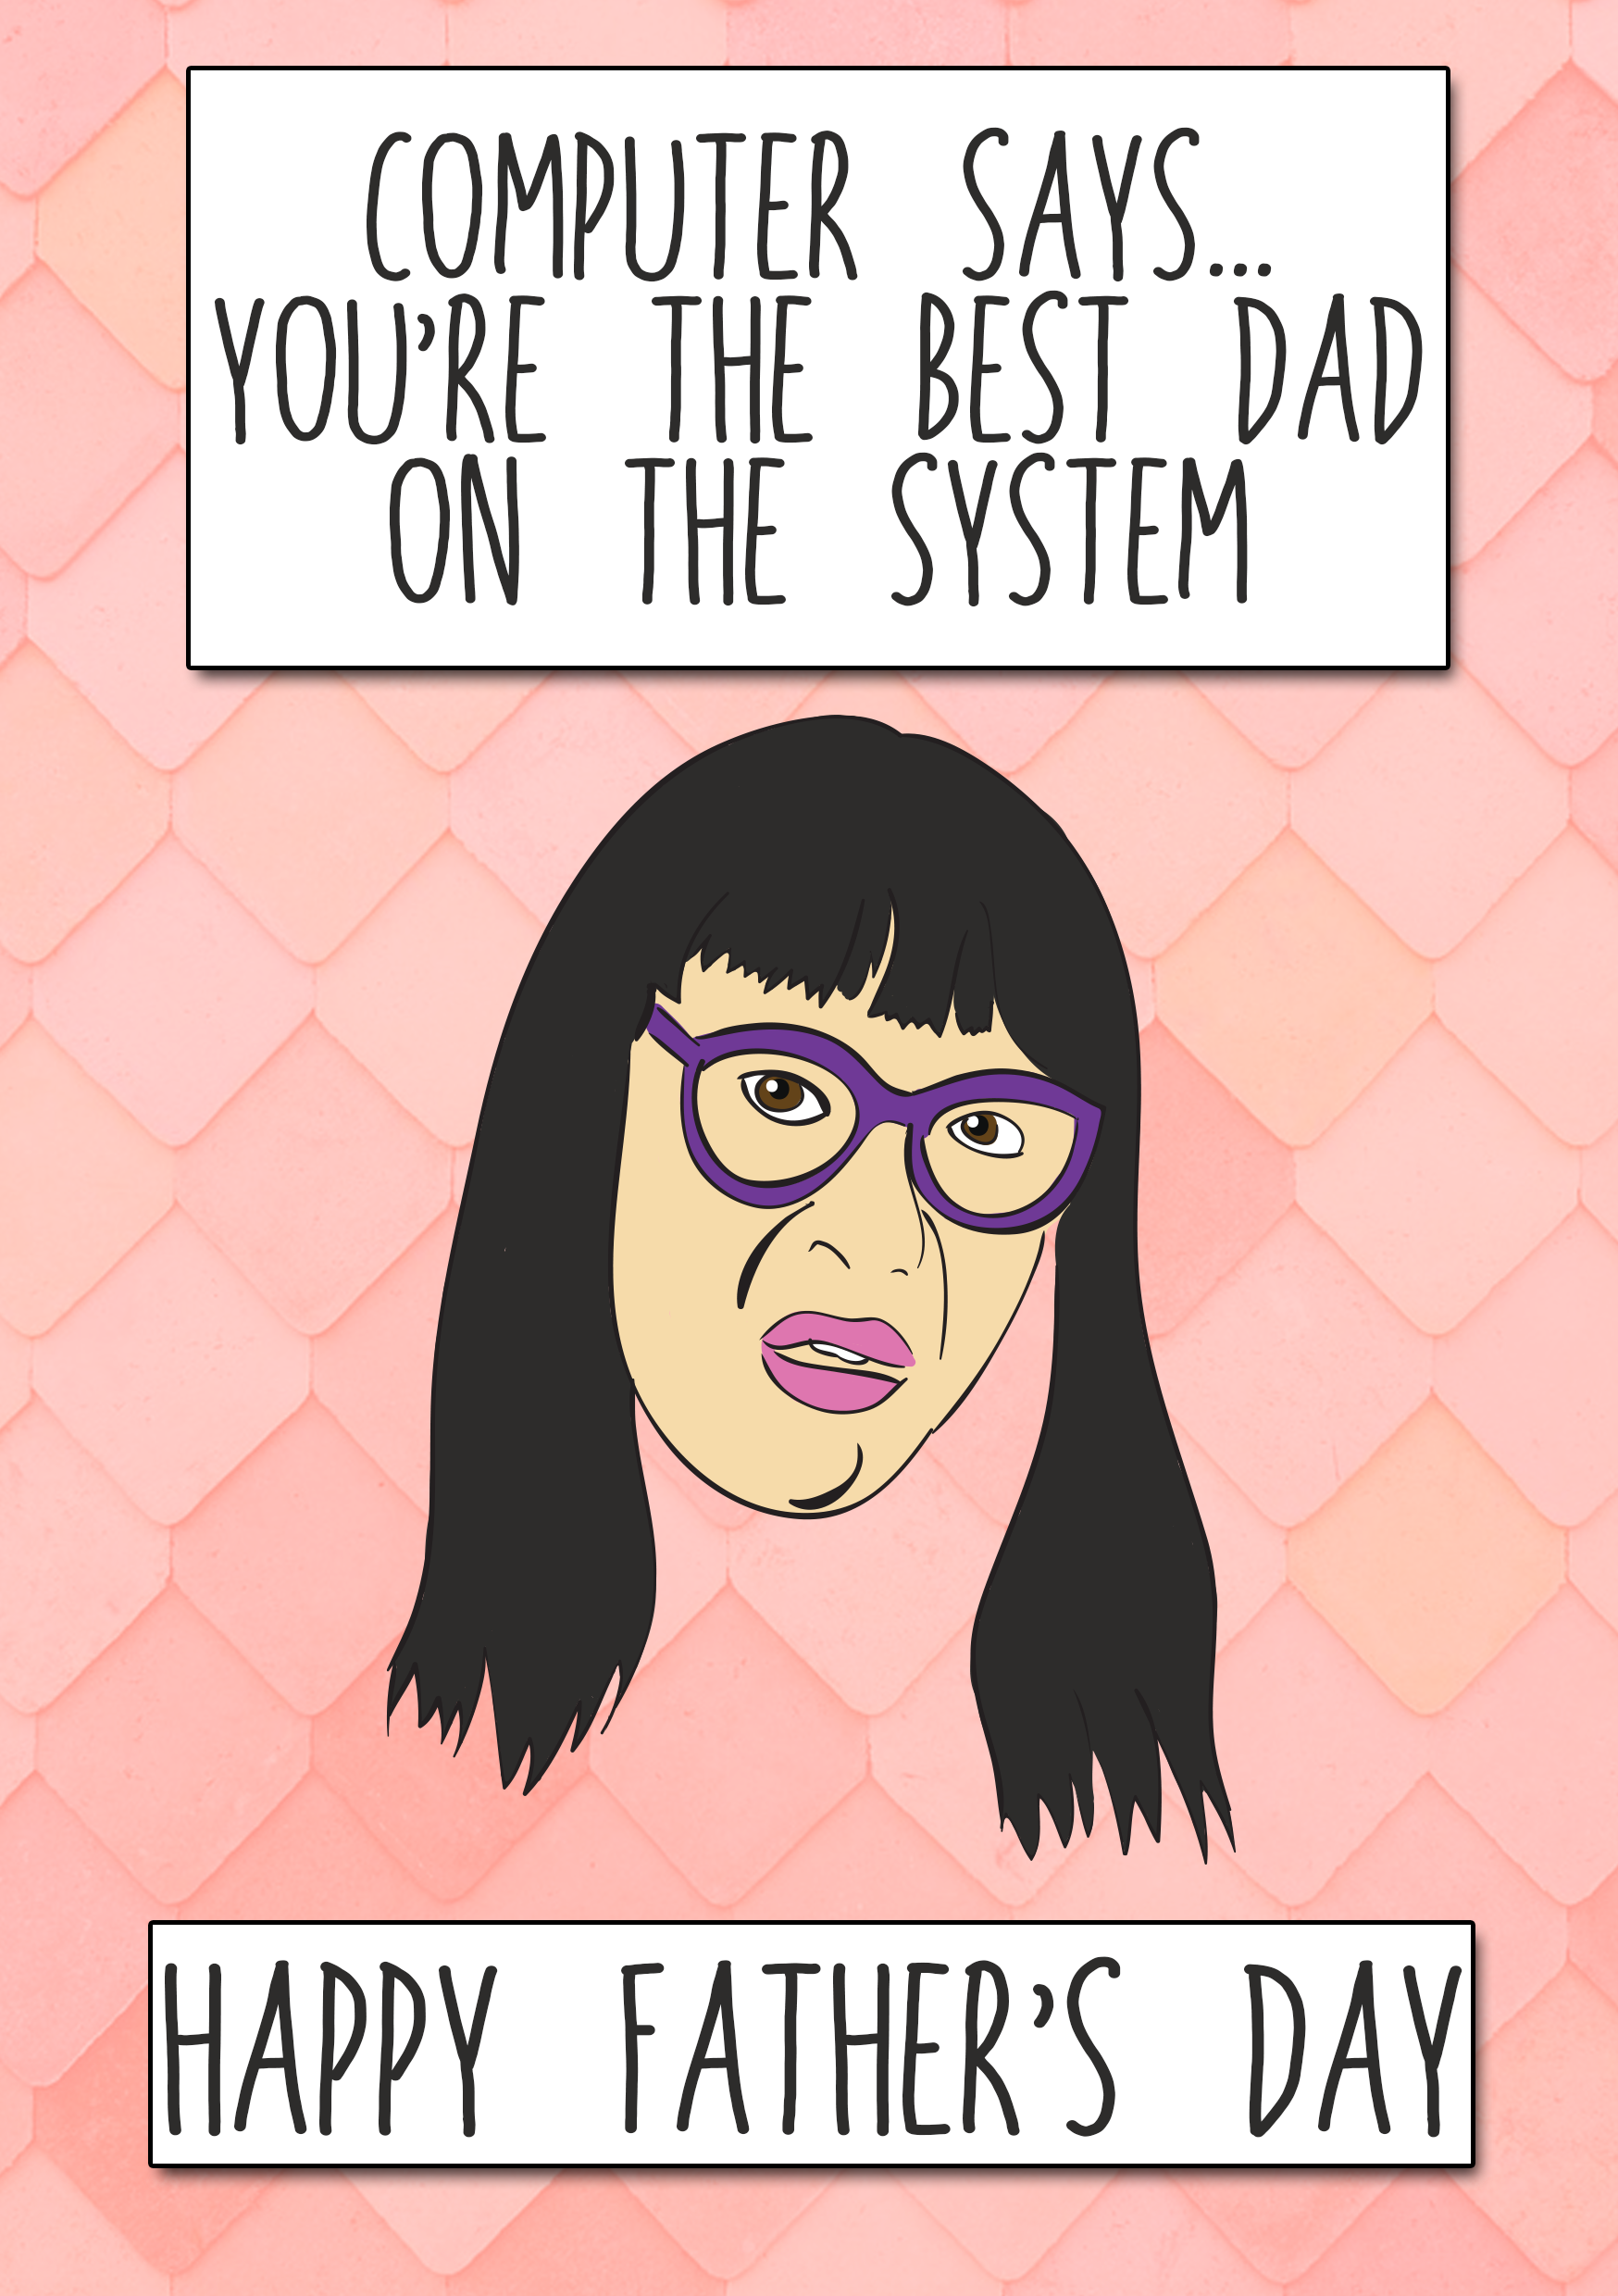 COMPUTER SAYS...
YOU'RE THE BEST DAD
ON THE SYSTEM
HAPPY FATHER'S DAY